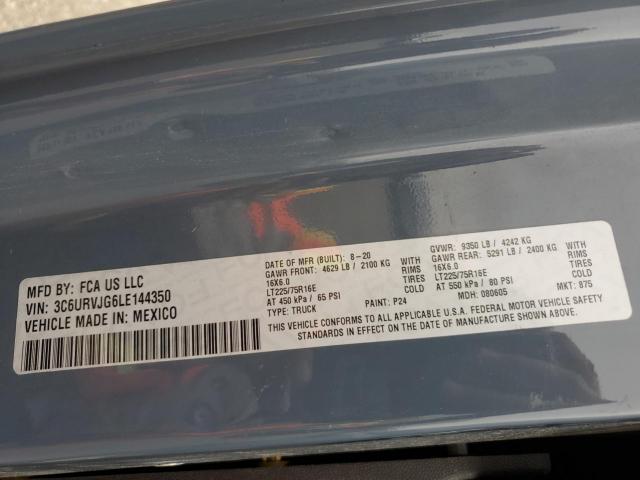 MFD BY: FCA US LLC
VIN: 3C6URVJG6LE144350
VEHICLE MADE IN: MEXICO
DATE OF MFR (BUILT): 8-20
GAWR FRONT: 4629 LB / 2100 KG WITH
16X6.0 RIMS
LT225/75R16E
AT 450 kPa / 65 PSI COLD
TYPE: TRUCK PAINT: P24
GVWR: 9350 LB / 4242 KG
GAWR REAR: 5291 LB / 2400 KG WITH
16X6.0 RIMS
LT225/75R16E
AT 550 kPa / 80 PSI COLD
MDH: 080605 MKT: 875
THIS VEHICLE CONFORMS TO ALL APPLICABLE U.S.A. FEDERAL MOTOR VEHICLE SAFETY
STANDARDS IN EFFECT ON THE DATE OF MANUFACTURE SHOWN ABOVE.